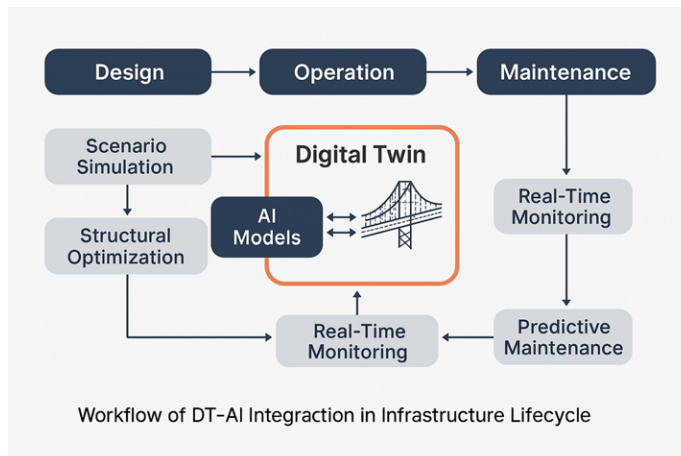 Design
Operation
Maintenance
Scenario
Simulation
Digital Twin
AI
Models
Structural
Optimization
Real-Time
Monitoring
Real-Time
Monitoring
Predictive
Maintenance
Workflow of DT-AI Integraction in Infrastructure Lifecycle